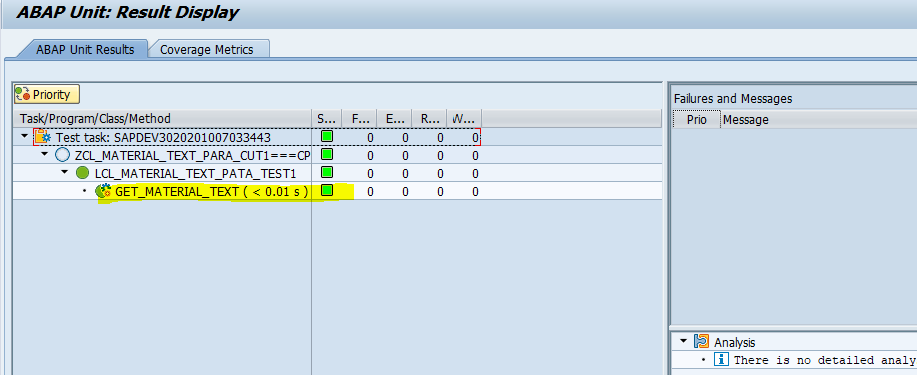 ABAP Unit: Result Display
ABAP Unit Results Coverage Metrics
Priority
Task/Program/Class/Method S... F... E... R... W...
Test task: SAPDEV3020201007033443 0 0 0 0
ZCL_MATERIAL_TEXT_PARA_CUT1===CP 0 0 0 0
LCL_MATERIAL_TEXT_PATA_TEST1 0 0 0 0
GET_MATERIAL_TEXT ( < 0.01 s ) 0 0 0 0
Failures and Messages
Prio Message
Analysis
There is no detailed analy